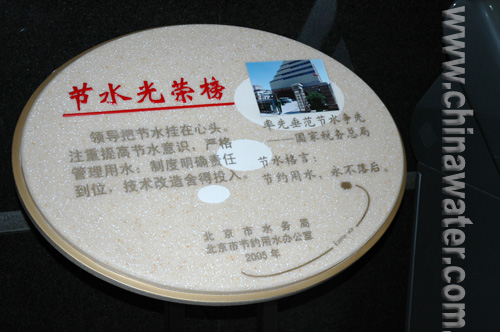 节水光荣榜
领导把节水挂在心头,
注重提高节水意识,严格
管理用水;制度明确责任
到位,技术改造舍得投入。
率先垂范节水争先
——国家税务总局
节水格言:
节约用水、永不落后。
北京市水务局
北京市节约用水办公室
2005年
www.chinawater.com